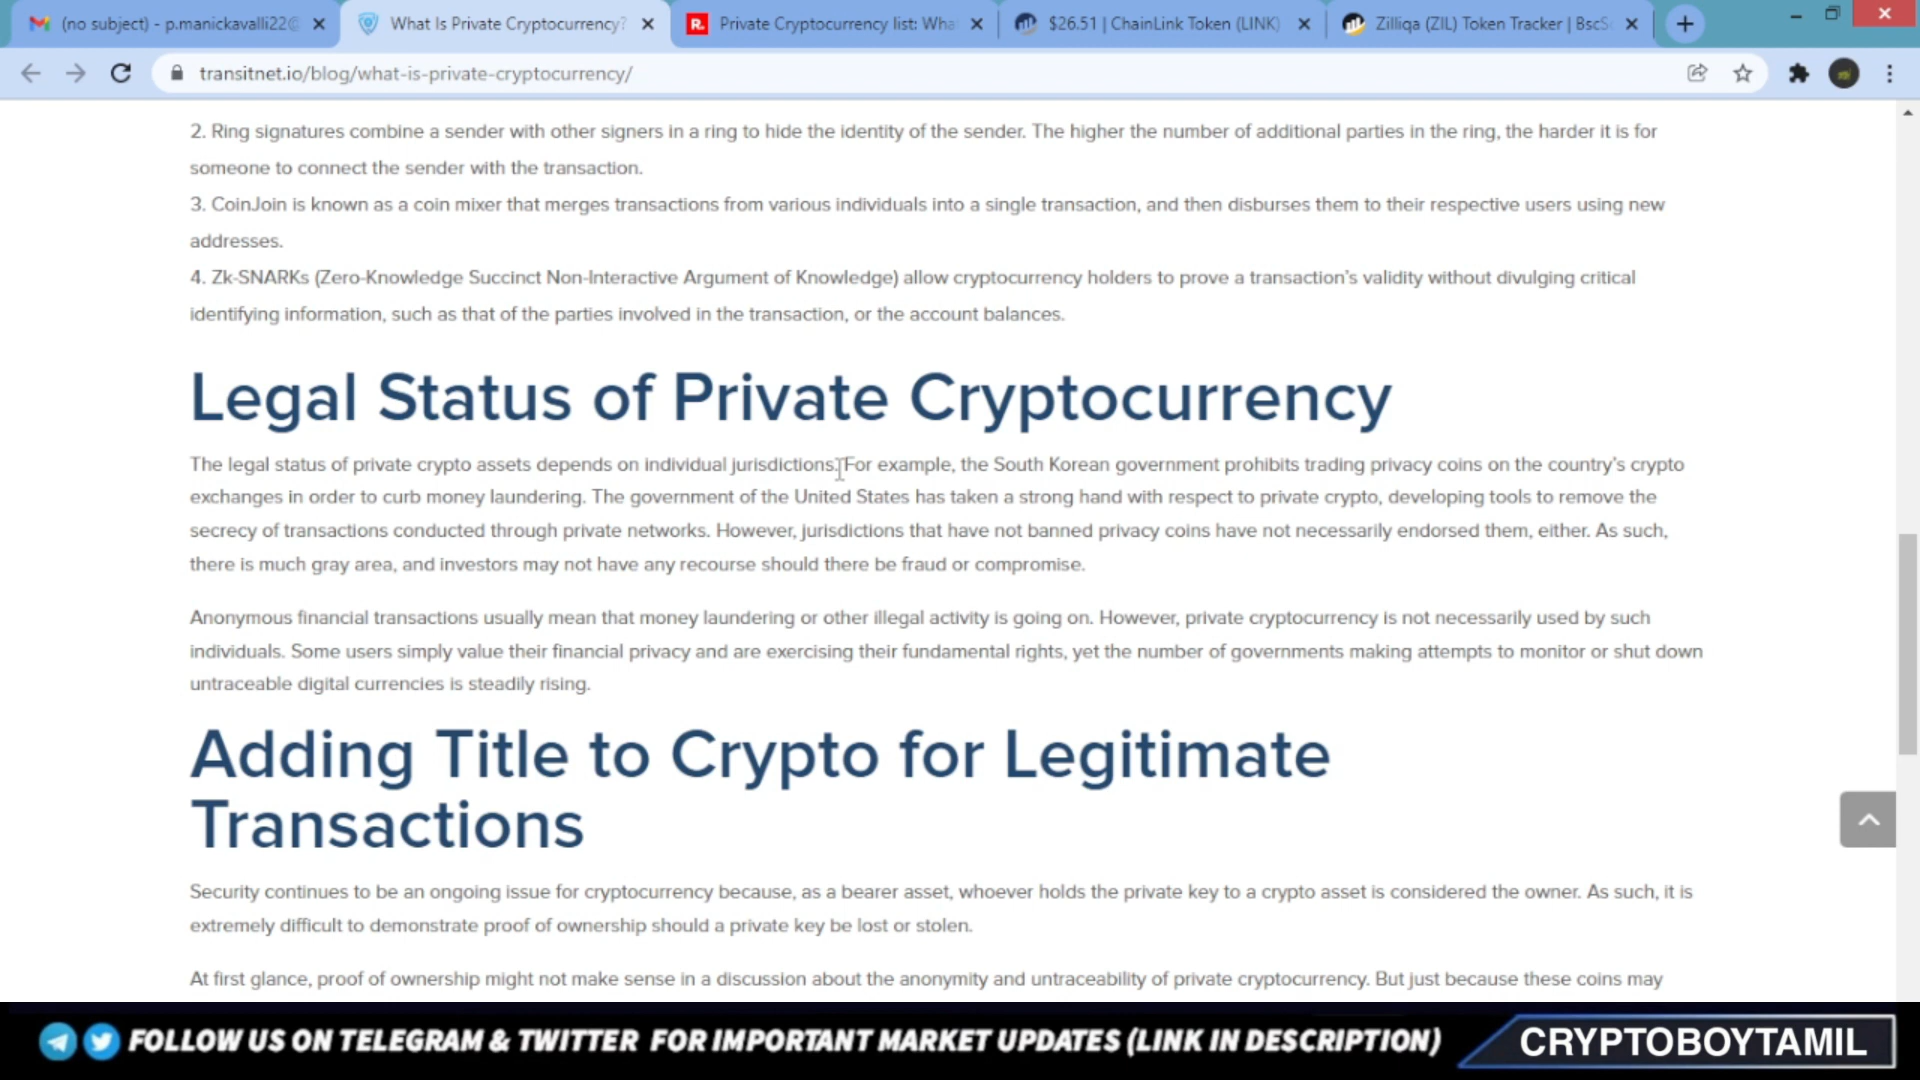 (no subject) - p.manickavalli22@
What Is Private Cryptocurrency?
R. Private Cryptocurrency list: Wha
$26.51 | ChainLink Token (LINK)
Zilliqa (ZIL) Token Tracker | BscSc
transitnet.io/blog/what-is-private-cryptocurrency/
2. Ring signatures combine a sender with other signers in a ring to hide the identity of the sender. The higher the number of additional parties in the ring, the harder it is for
someone to connect the sender with the transaction.
3. CoinJoin is known as a coin mixer that merges transactions from various individuals into a single transaction, and then disburses them to their respective users using new
addresses.
4. Zk-SNARKs (Zero-Knowledge Succinct Non-Interactive Argument of Knowledge) allow cryptocurrency holders to prove a transaction's validity without divulging critical
identifying information, such as that of the parties involved in the transaction, or the account balances.
Legal Status of Private Cryptocurrency
The legal status of private crypto assets depends on individual jurisdictions. For example, the South Korean government prohibits trading privacy coins on the country's crypto
exchanges in order to curb money laundering. The government of the United States has taken a strong hand with respect to private crypto, developing tools to remove the
secrecy of transactions conducted through private networks. However, jurisdictions that have not banned privacy coins have not necessarily endorsed them, either. As such,
there is much gray area, and investors may not have any recourse should there be fraud or compromise.
Anonymous financial transactions usually mean that money laundering or other illegal activity is going on. However, private cryptocurrency is not necessarily used by such
individuals. Some users simply value their financial privacy and are exercising their fundamental rights, yet the number of governments making attempts to monitor or shut down
untraceable digital currencies is steadily rising.
Adding Title to Crypto for Legitimate
Transactions
Security continues to be an ongoing issue for cryptocurrency because, as a bearer asset, whoever holds the private key to a crypto asset is considered the owner. As such, it is
extremely difficult to demonstrate proof of ownership should a private key be lost or stolen.
At first glance, proof of ownership might not make sense in a discussion about the anonymity and untraceability of private cryptocurrency. But just because these coins may
FOLLOW US ON TELEGRAM & TWITTER FOR IMPORTANT MARKET UPDATES (LINK IN DESCRIPTION)
CRYPTOBOYTAMIL